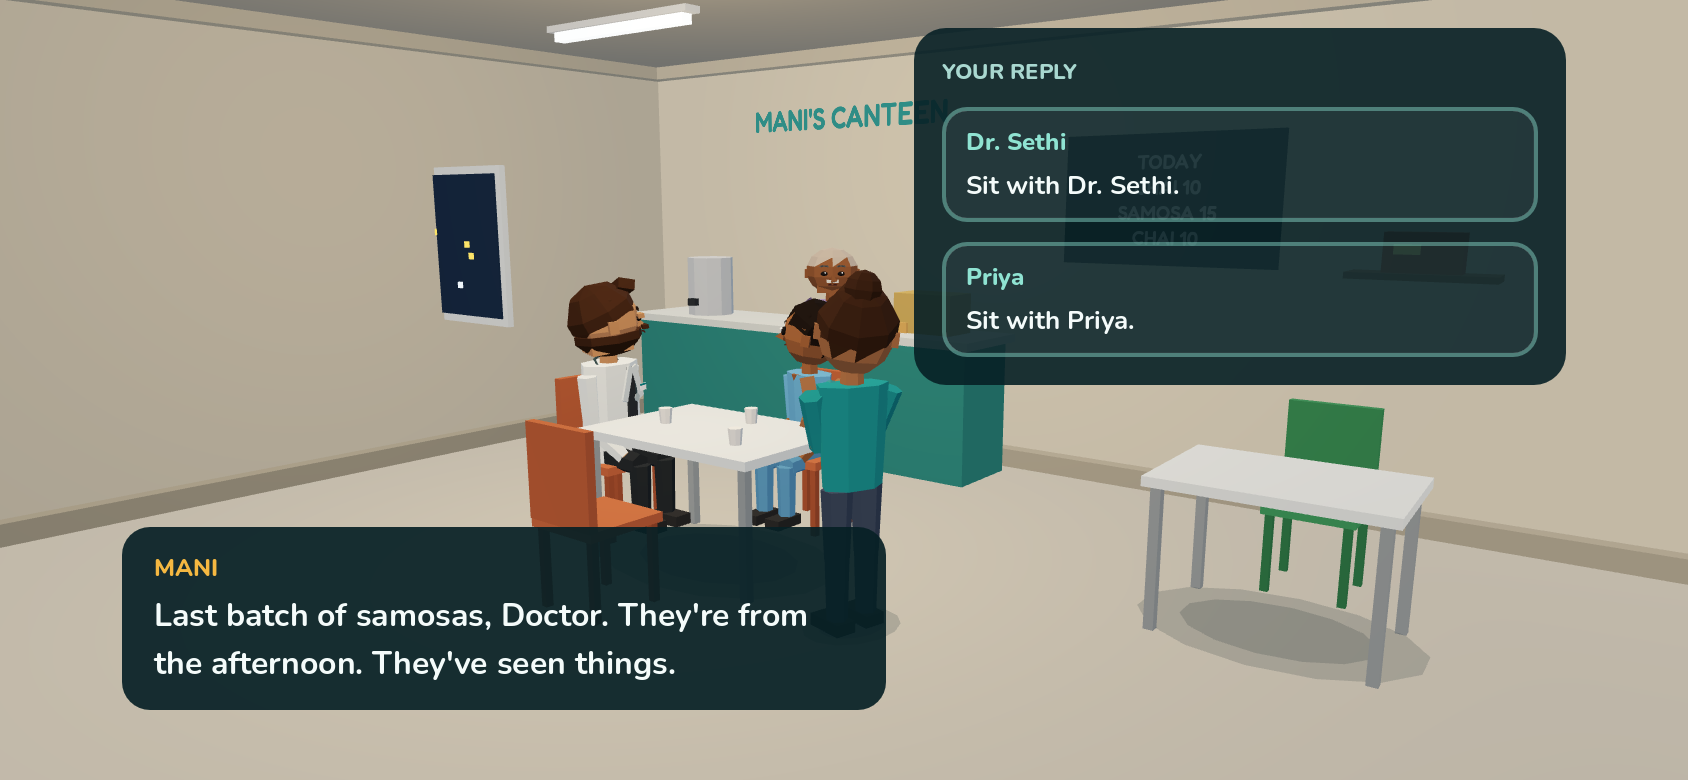 MANI'S CANTEEN
YOUR REPLY
Dr. Sethi
Sit with Dr. Sethi.
Priya
Sit with Priya.
TODAY
10
SAMOSA 15
CHAI 10
MANI
Last batch of samosas, Doctor. They're from
the afternoon. They've seen things.